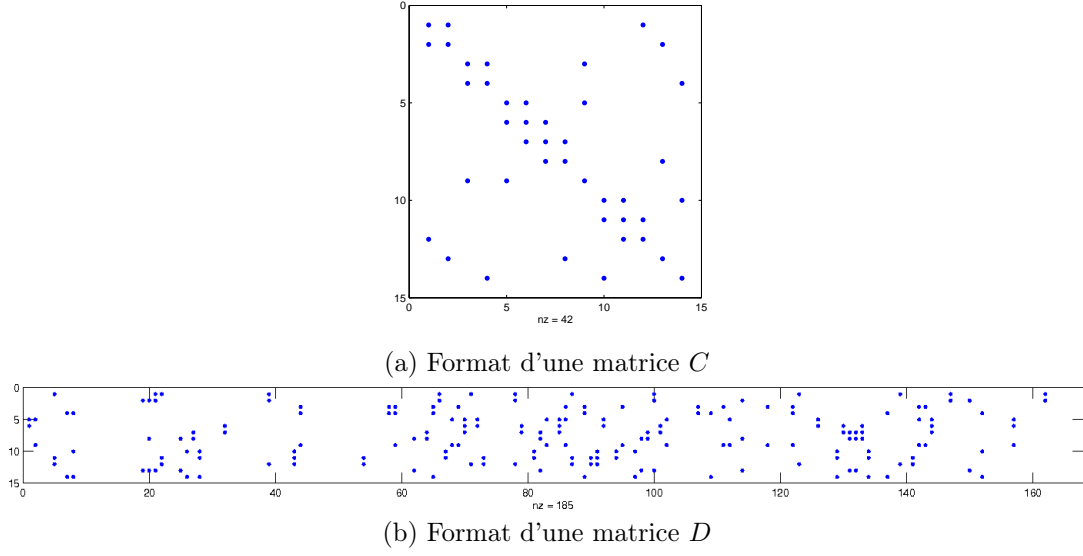 0
5
10
15
0 5 10 15
nz = 42
(a) Format d'une matrice C
0
5
10
15
0 20 40 60 80 100 120 140 160
nz = 185
(b) Format d'une matrice D